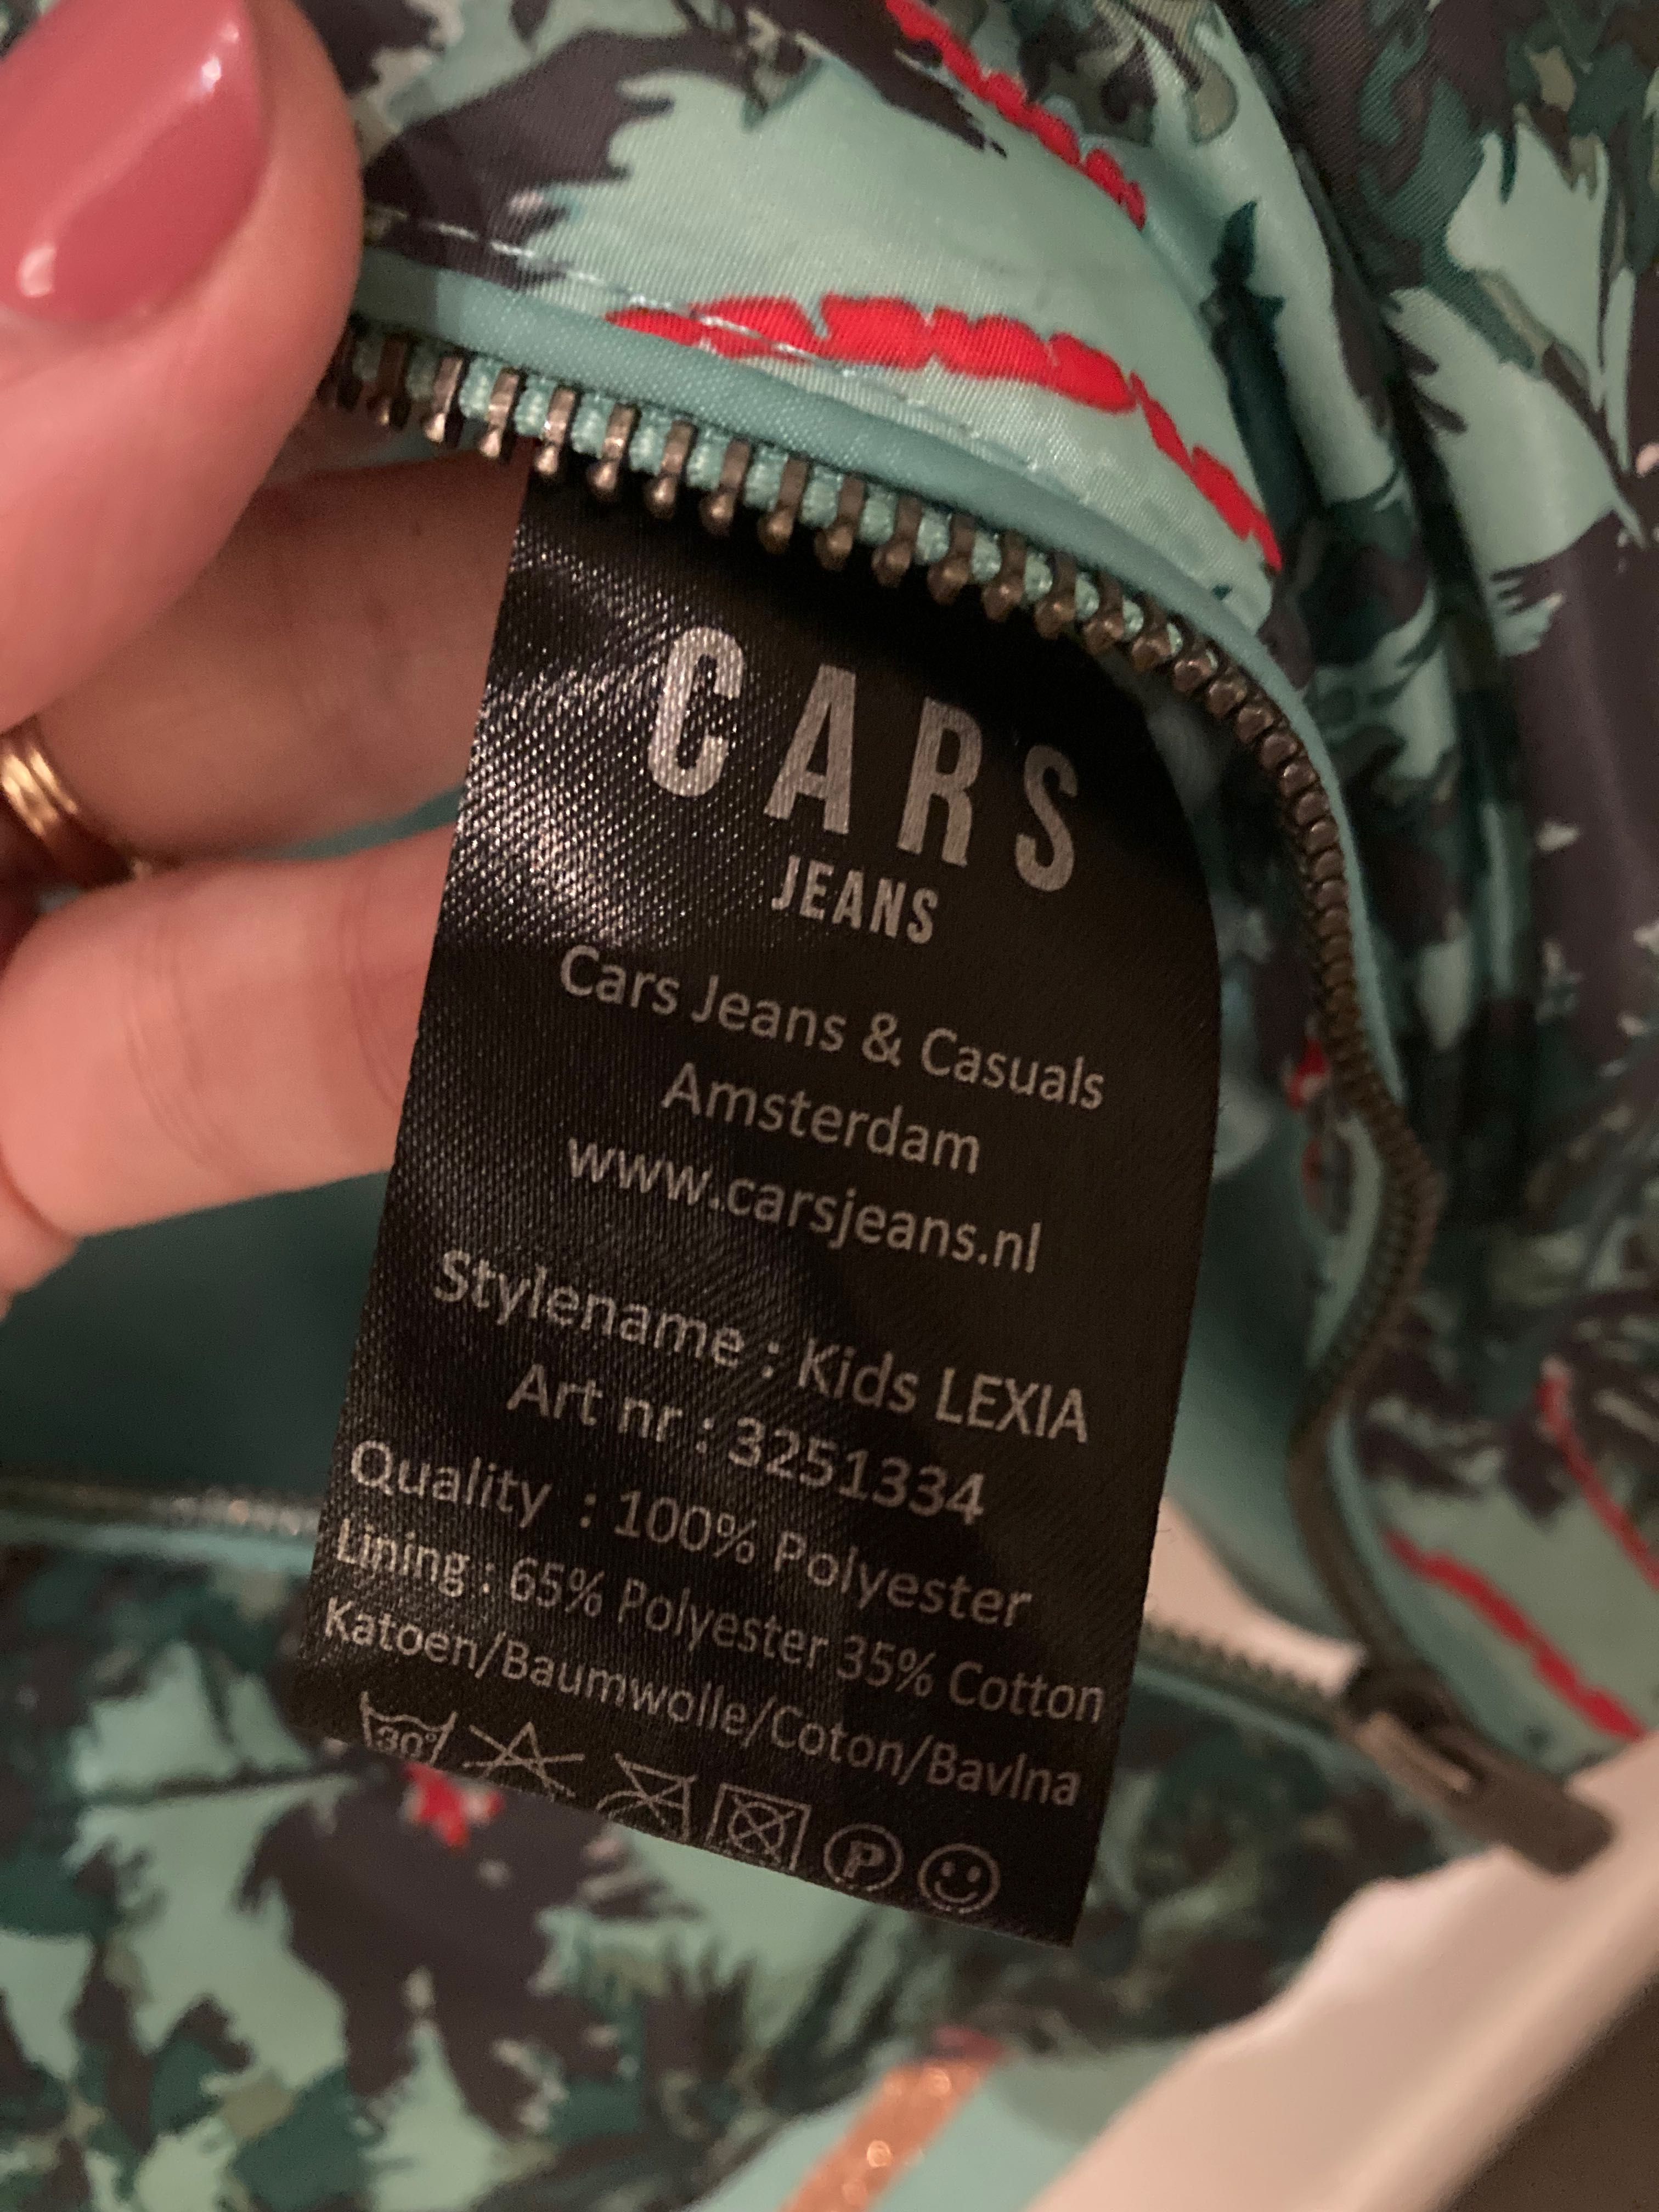 CARS
JEANS
Cars Jeans & Casuals
Amsterdam
www.carsjeans.nl
Stylename : Kids LEXIA
Art nr : 3251334
Quality : 100% Polyester
Lining : 65% Polyester 35% Cotton
Katoen/Baumwolle/Coton/Bavlna
30° P